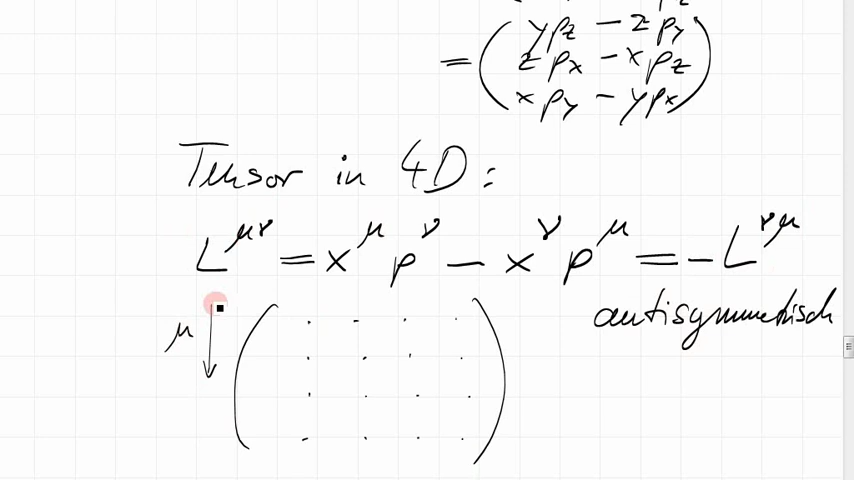 = ( y p_z - z p_y
z p_x - x p_z
x p_y - y p_x )
Tensor in 4D :
L^{μν} = x^μ p^ν - x^ν p^μ = - L^{νμ}
antisymmetrisch
μ